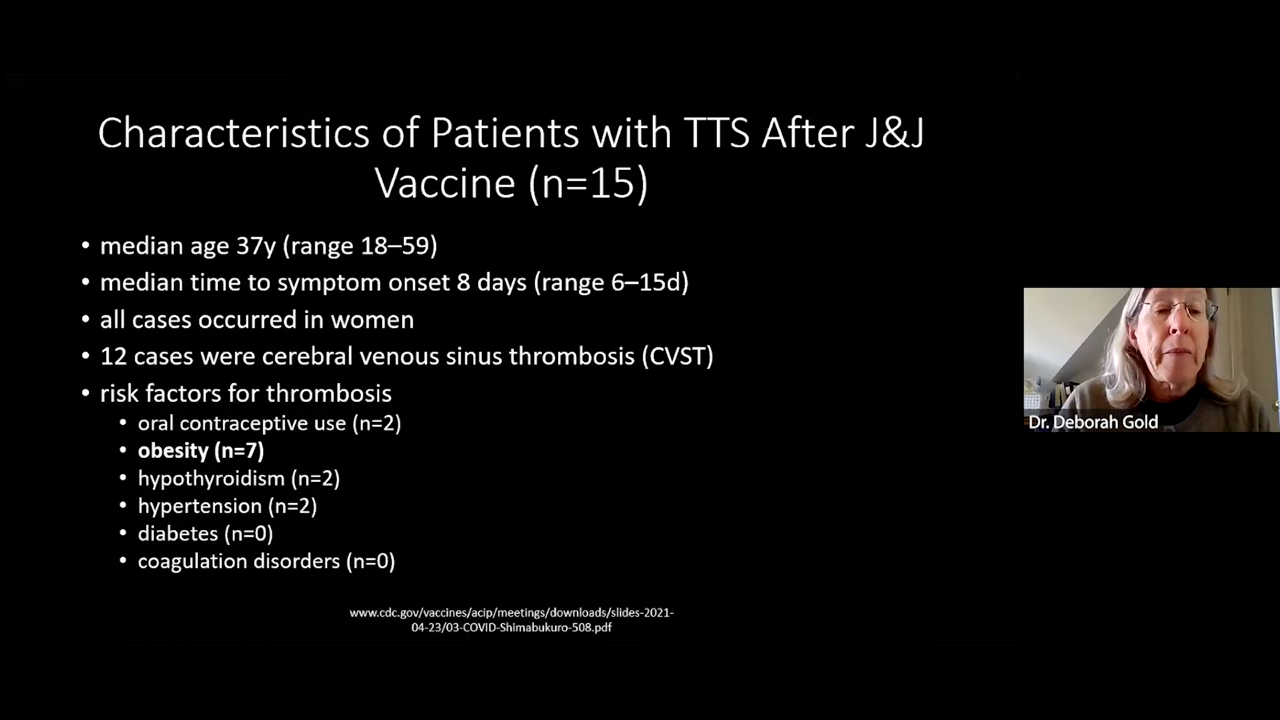 Characteristics of Patients with TTS After J&J
Vaccine (n=15)
• median age 37y (range 18–59)
• median time to symptom onset 8 days (range 6–15d)
• all cases occurred in women
• 12 cases were cerebral venous sinus thrombosis (CVST)
• risk factors for thrombosis
• oral contraceptive use (n=2)
• obesity (n=7)
• hypothyroidism (n=2)
• hypertension (n=2)
• diabetes (n=0)
• coagulation disorders (n=0)
www.cdc.gov/vaccines/acip/meetings/downloads/slides-2021-
04-23/03-COVID-Shimabukuro-508.pdf
Dr. Deborah Gold